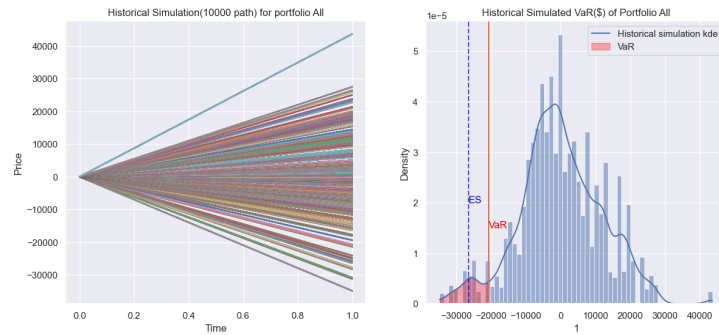 Historical Simulation(10000 path) for portfolio All
40000
30000
20000
10000
0
−10000
−20000
−30000
Price
0.0 0.2 0.4 0.6 0.8 1.0
Time
Historical Simulated VaR($) of Portfolio All
1e−5
Historical simulation kde
VaR
5
4
3
2
1
0
Density
ES
VaR
−30000 −20000 −10000 0 10000 20000 30000 40000
1